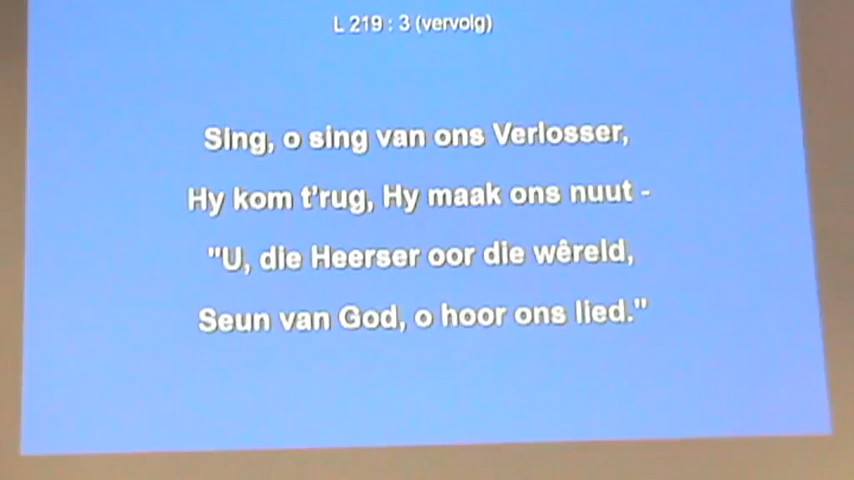 L 219 : 3 (vervolg)
Sing, o sing van ons Verlosser,
Hy kom t'rug, Hy maak ons nuut -
"U, die Heerser oor die wêreld,
Seun van God, o hoor ons lied."